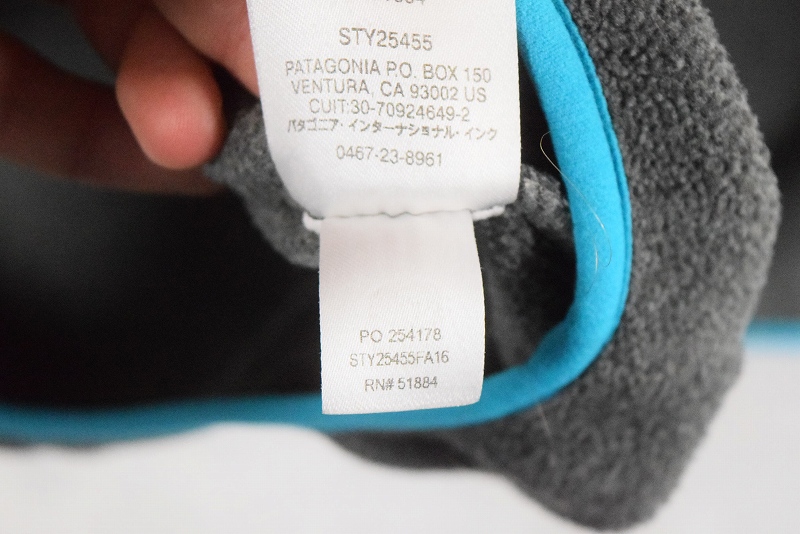 STY25455
PATAGONIA P.O. BOX 150
VENTURA, CA 93002 US
CUIT:30-70924649-2
パタゴニア・インターナショナル・インク
0467-23-8961
PO 254178
STY25455FA16
RN# 51884